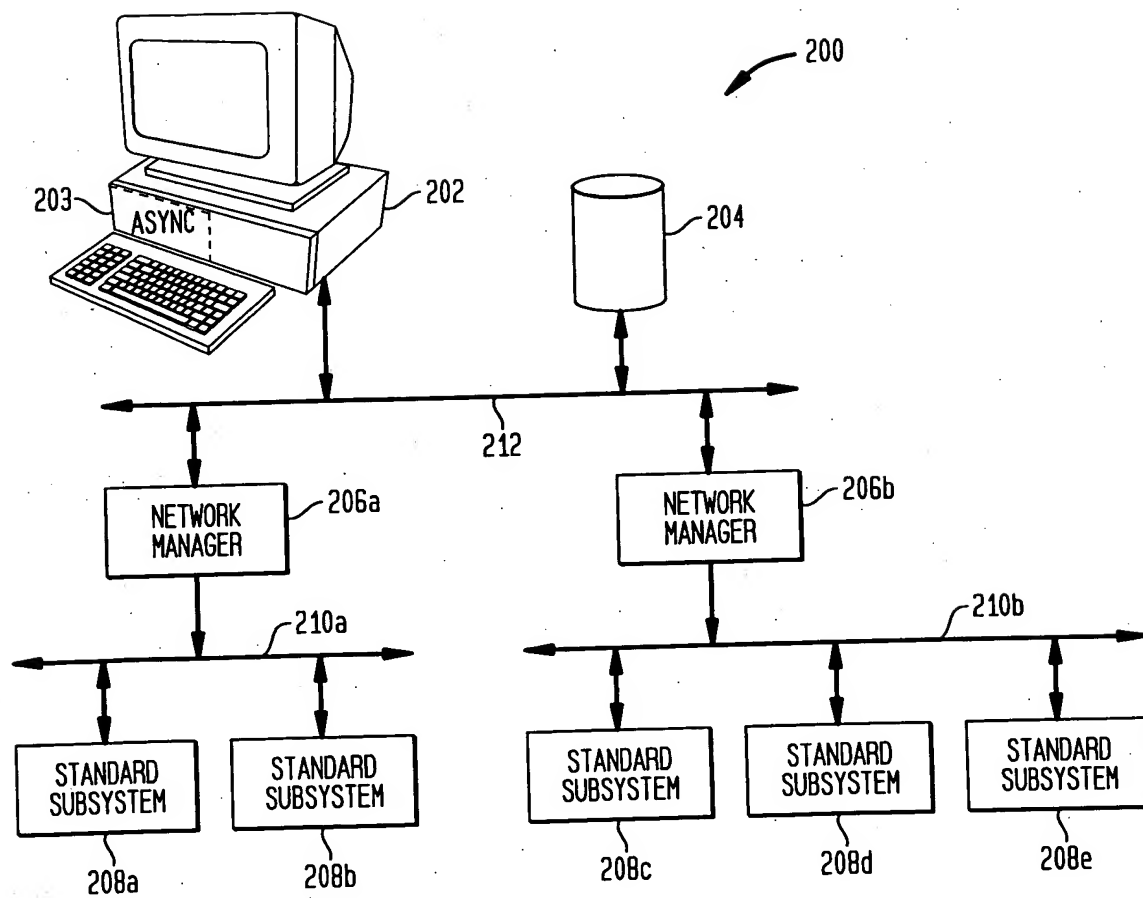 200
203
ASYNC
202
204
212
NETWORK
MANAGER
206a
NETWORK
MANAGER
206b
210a
210b
STANDARD
SUBSYSTEM
STANDARD
SUBSYSTEM
STANDARD
SUBSYSTEM
STANDARD
SUBSYSTEM
STANDARD
SUBSYSTEM
208a
208b
208c
208d
208e